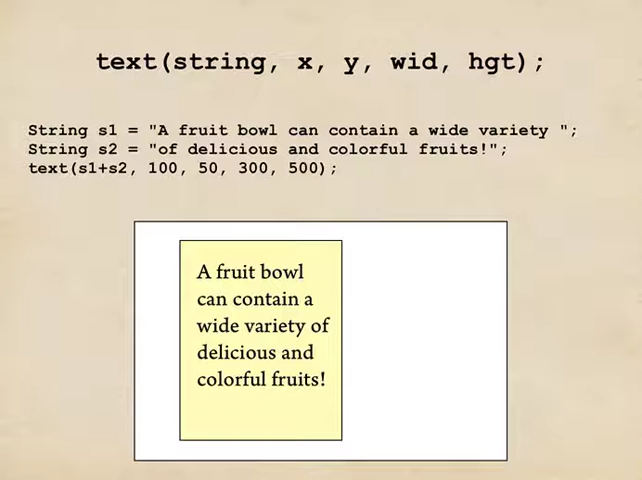 text(string, x, y, wid, hgt);
String s1 = "A fruit bowl can contain a wide variety ";
String s2 = "of delicious and colorful fruits!";
text(s1+s2, 100, 50, 300, 500);
A fruit bowl
can contain a
wide variety of
delicious and
colorful fruits!